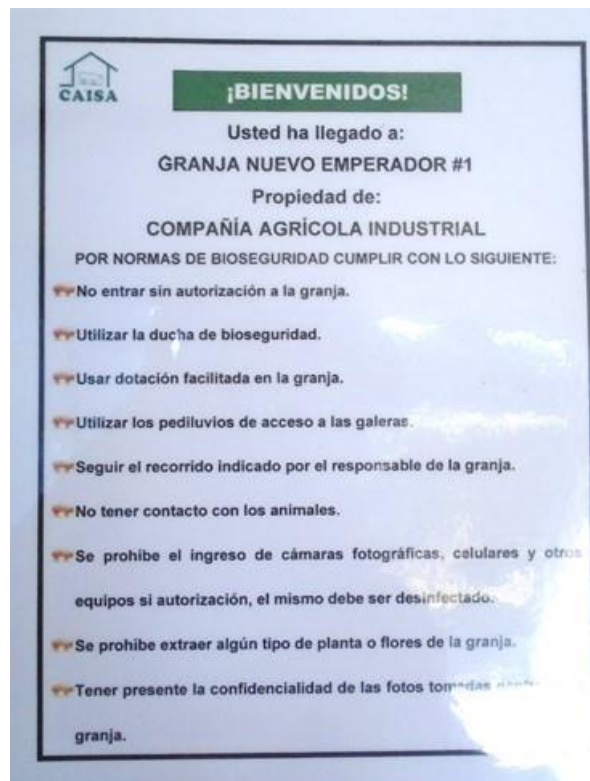 CAISA
¡BIENVENIDOS!
Usted ha llegado a:
GRANJA NUEVO EMPERADOR #1
Propiedad de:
COMPAÑÍA AGRÍCOLA INDUSTRIAL
POR NORMAS DE BIOSEGURIDAD CUMPLIR CON LO SIGUIENTE:
No entrar sin autorización a la granja.
Utilizar la ducha de bioseguridad.
Usar dotación facilitada en la granja.
Utilizar los pediluvios de acceso a las galeras.
Seguir el recorrido indicado por el responsable de la granja.
No tener contacto con los animales.
Se prohibe el ingreso de cámaras fotográficas, celulares y otros
equipos si autorización, el mismo debe ser desinfectado.
Se prohibe extraer algún tipo de planta o flores de la granja.
Tener presente la confidencialidad de las fotos tomadas
granja.